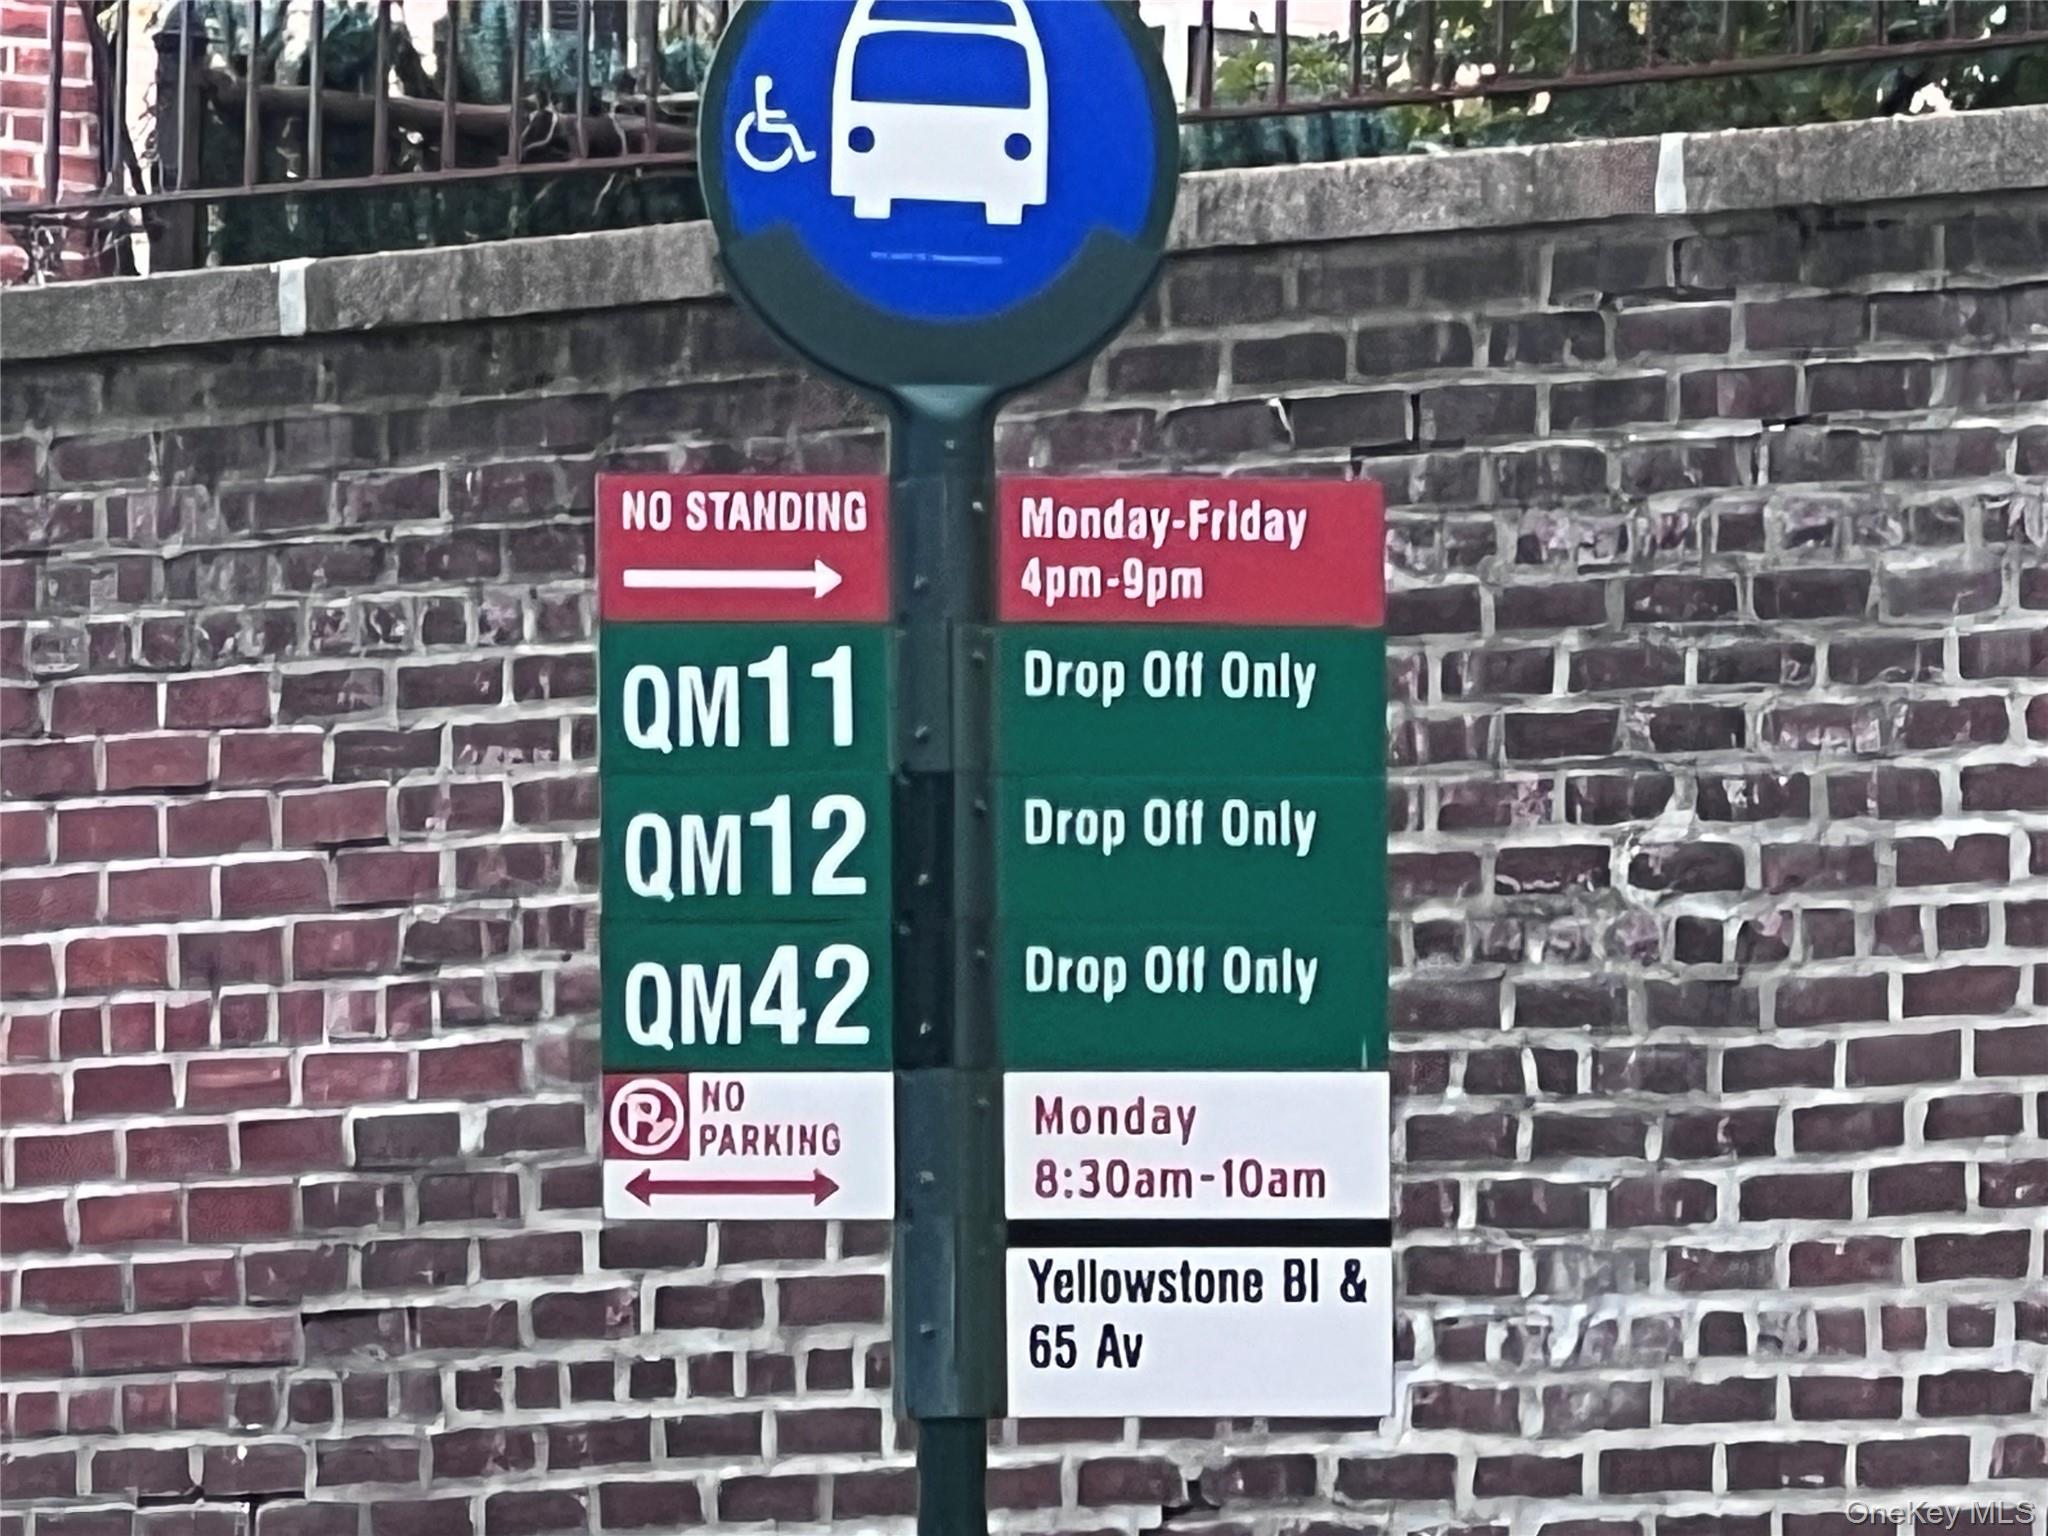 NO STANDING
Monday-Friday
4pm-9pm
QM11
Drop Off Only
QM12
Drop Off Only
QM42
Drop Off Only
NO
PARKING
Monday
8:30am-10am
Yellowstone Bl &
65 Av
OneKey MLS